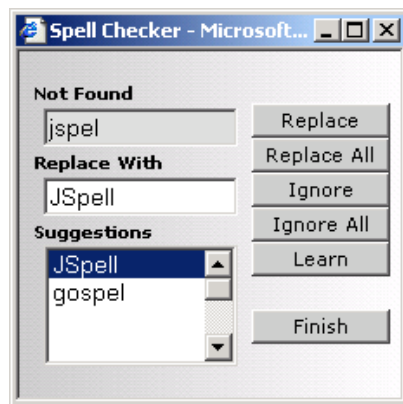 Spell Checker - Microsoft...
Not Found
jspel
Replace With
JSpell
Suggestions
JSpell
gospel
Replace
Replace All
Ignore
Ignore All
Learn
Finish